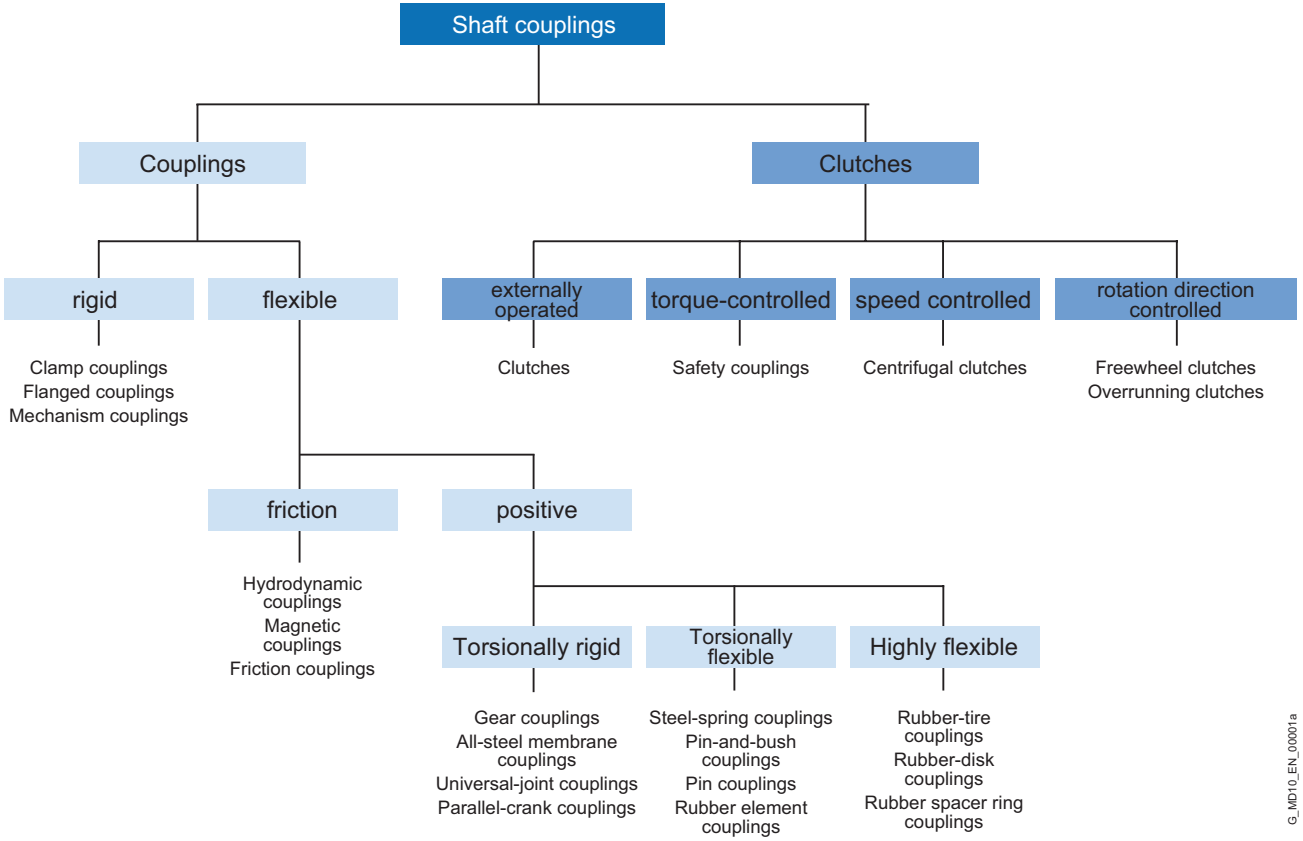 Shaft couplings
Couplings
Clutches
rigid
flexible
externally
operated
torque-controlled
speed controlled
rotation direction
controlled
Clamp couplings
Flanged couplings
Mechanism couplings
Clutches
Safety couplings
Centrifugal clutches
Freewheel clutches
Overrunning clutches
friction
positive
Hydrodynamic
couplings
Magnetic
couplings
Friction couplings
Torsionally rigid
Torsionally
flexible
Highly flexible
Gear couplings
All-steel membrane
couplings
Universal-joint couplings
Parallel-crank couplings
Steel-spring couplings
Pin-and-bush
couplings
Pin couplings
Rubber element
couplings
Rubber-tire
couplings
Rubber-disk
couplings
Rubber spacer ring
couplings
G_MD10_EN_00001a